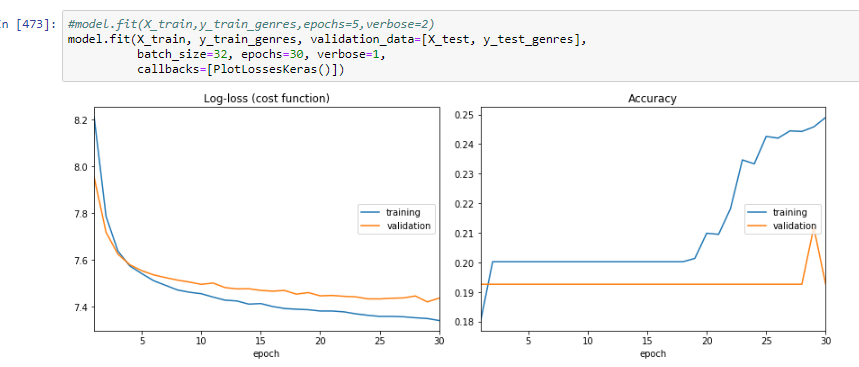 n [473]: #model.fit(X_train,y_train_genres,epochs=5,verbose=2)
model.fit(X_train, y_train_genres, validation_data=[X_test, y_test_genres],
batch_size=32, epochs=30, verbose=1,
callbacks=[PlotLossesKeras()])
Log-loss (cost function)
8.2
8.0
7.8
7.6
7.4
training
validation
5 10 15 20 25 30
epoch
Accuracy
0.25
0.24
0.23
0.22
0.21
0.20
0.19
0.18
training
validation
5 10 15 20 25 30
epoch